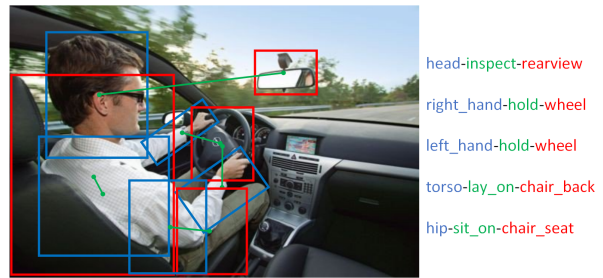 head-inspect-rearview
right_hand-hold-wheel
left_hand-hold-wheel
torso-lay_on-chair_back
hip-sit_on-chair_seat